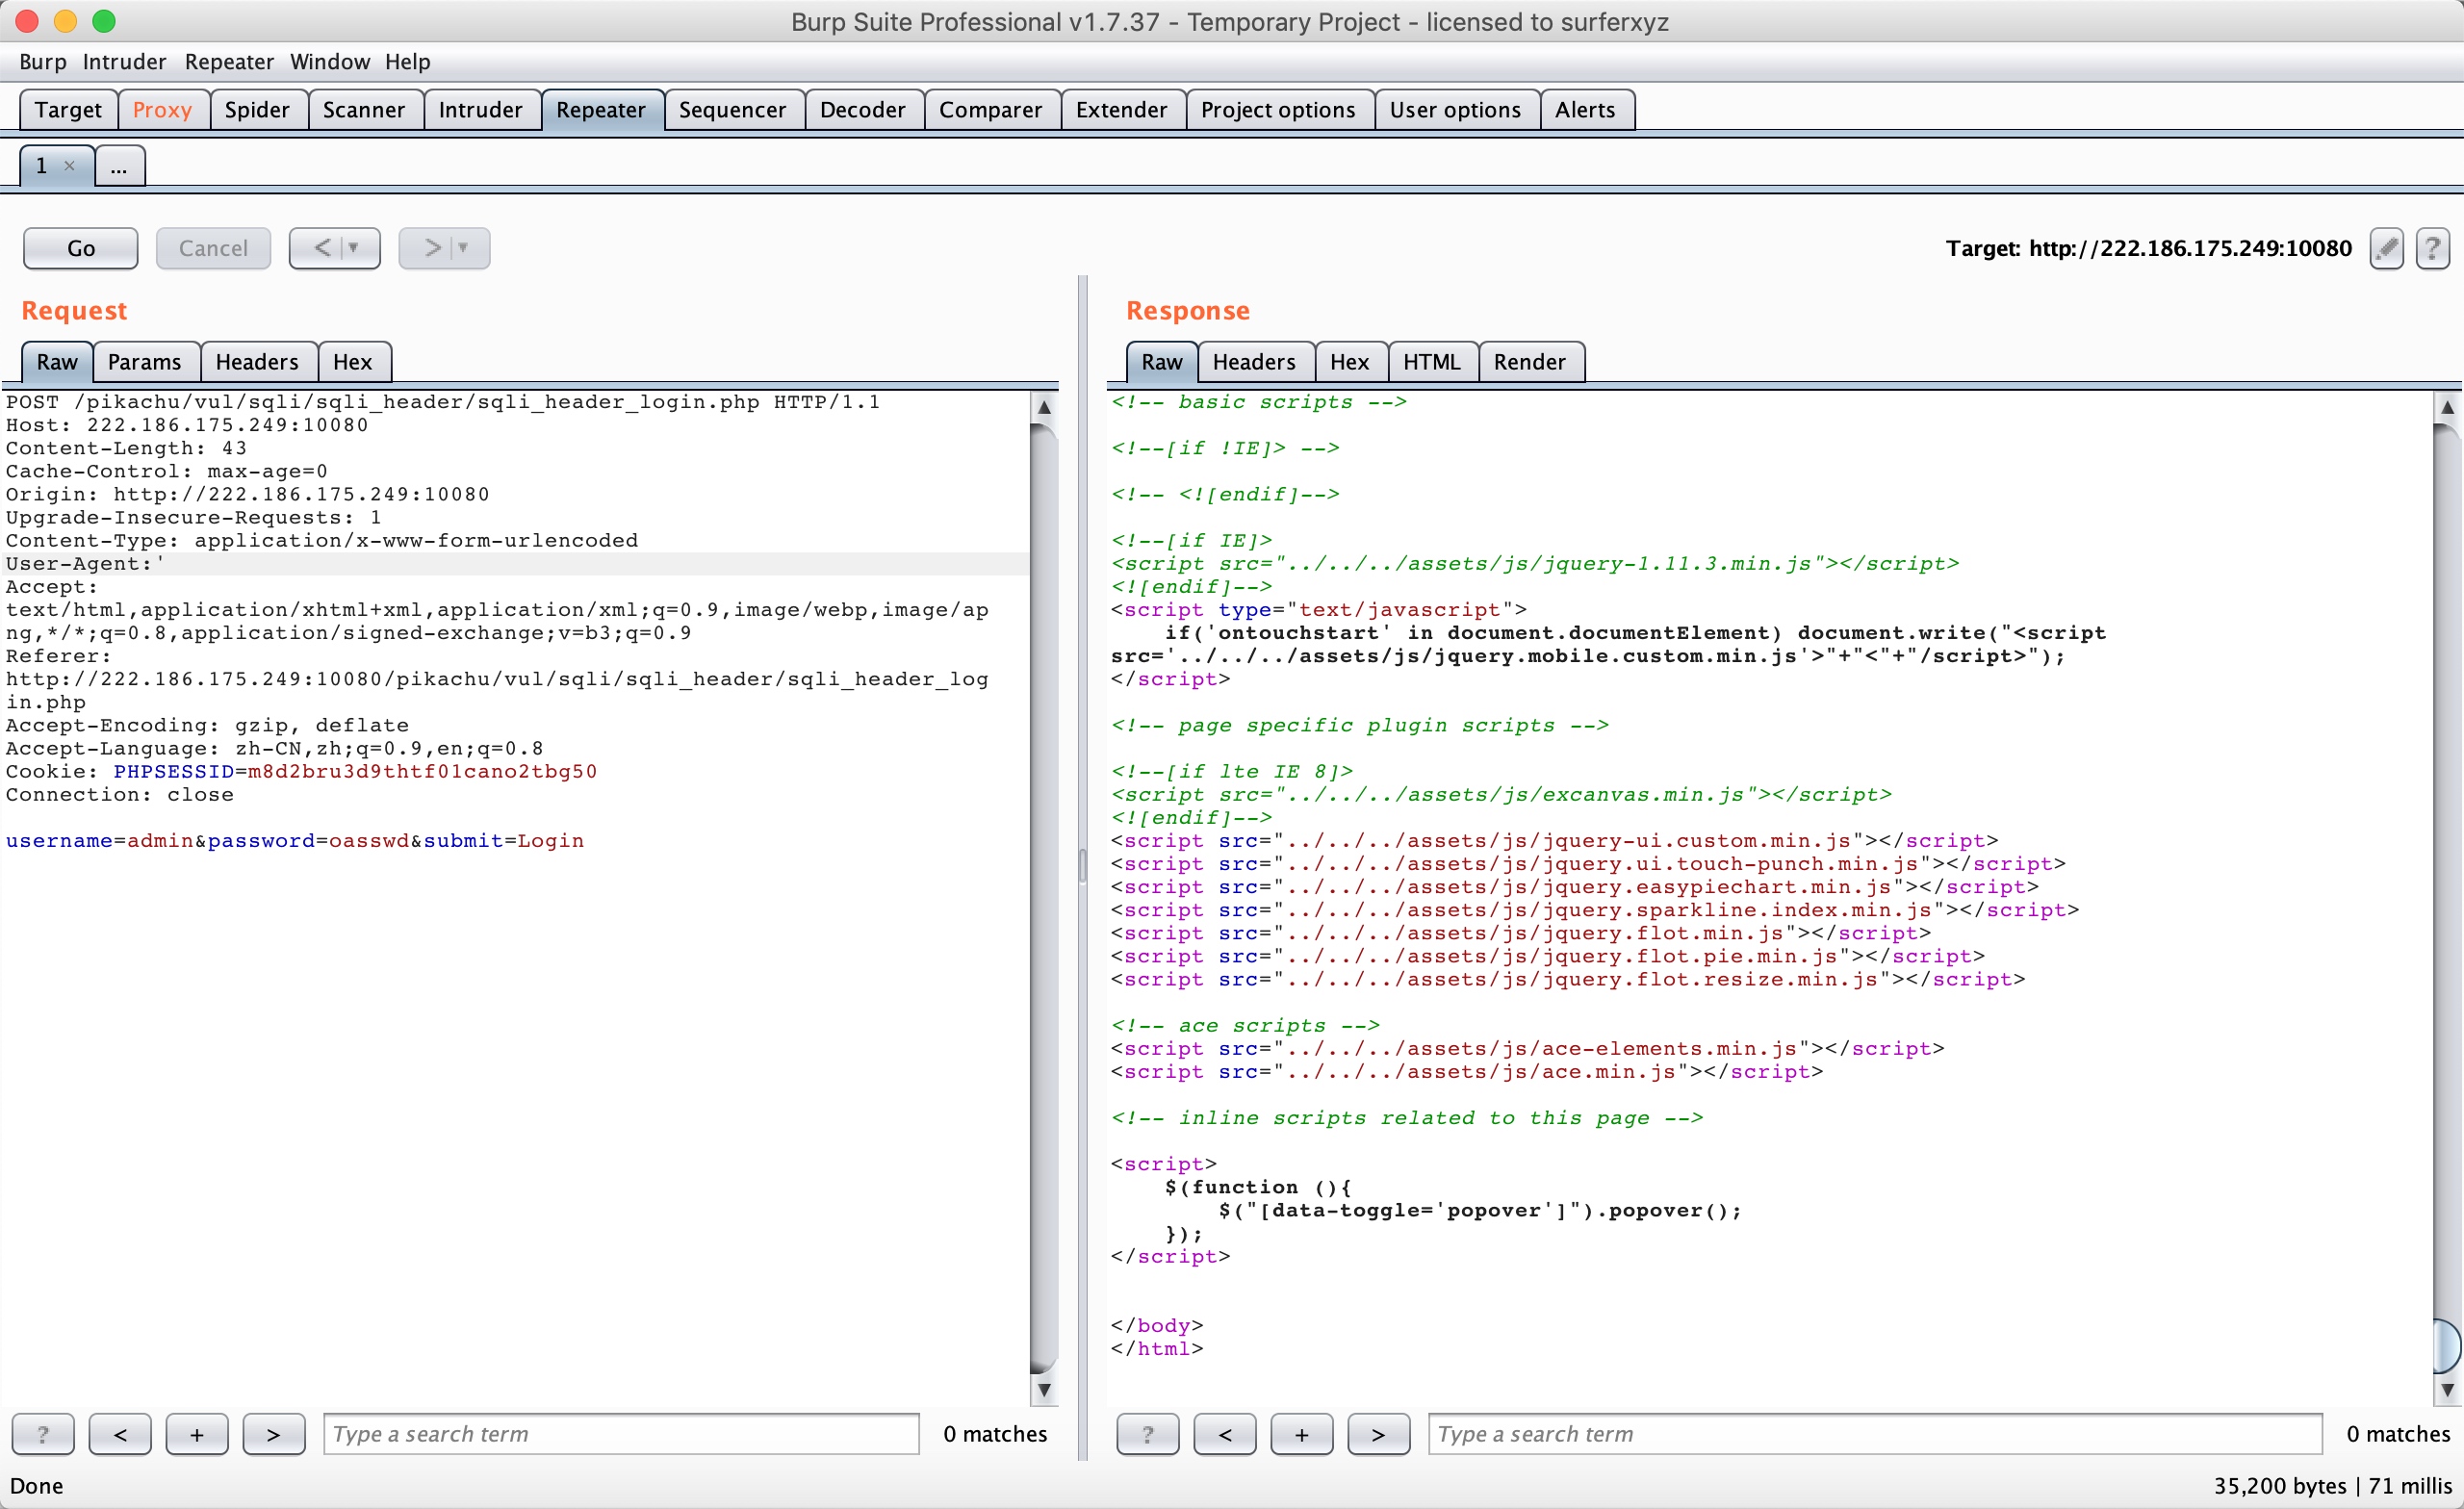 Burp Suite Professional v1.7.37 - Temporary Project - licensed to surferxyz
Burp Intruder Repeater Window Help
Target Proxy Spider Scanner Intruder Repeater Sequencer Decoder Comparer Extender Project options User options Alerts
1 × ...
Go Cancel < > Target: http://222.186.175.249:10080 ?
Request
Raw Params Headers Hex
POST /pikachu/vul/sqli/sqli_header/sqli_header_login.php HTTP/1.1
Host: 222.186.175.249:10080
Content-Length: 43
Cache-Control: max-age=0
Origin: http://222.186.175.249:10080
Upgrade-Insecure-Requests: 1
Content-Type: application/x-www-form-urlencoded
User-Agent:'
Accept:
text/html,application/xhtml+xml,application/xml;q=0.9,image/webp,image/ap
ng,*/*;q=0.8,application/signed-exchange;v=b3;q=0.9
Referer:
http://222.186.175.249:10080/pikachu/vul/sqli/sqli_header/sqli_header_log
in.php
Accept-Encoding: gzip, deflate
Accept-Language: zh-CN,zh;q=0.9,en;q=0.8
Cookie: PHPSESSID=m8d2bru3d9thtf01cano2tbg50
Connection: close
username=admin&password=oasswd&submit=Login
? < + > Type a search term 0 matches
Response
Raw Headers Hex HTML Render
<!-- basic scripts -->
<!--[if !IE]> -->
<!-- <![endif]-->
<!--[if IE]>
<script src="../../../assets/js/jquery-1.11.3.min.js"></script>
<![endif]-->
<script type="text/javascript">
if('ontouchstart' in document.documentElement) document.write("<script
src='../../../assets/js/jquery.mobile.custom.min.js'>"+"<"+"/script>");
</script>
<!-- page specific plugin scripts -->
<!--[if lte IE 8]>
<script src="../../../assets/js/excanvas.min.js"></script>
<![endif]-->
<script src="../../../assets/js/jquery-ui.custom.min.js"></script>
<script src="../../../assets/js/jquery.ui.touch-punch.min.js"></script>
<script src="../../../assets/js/jquery.easypiechart.min.js"></script>
<script src="../../../assets/js/jquery.sparkline.index.min.js"></script>
<script src="../../../assets/js/jquery.flot.min.js"></script>
<script src="../../../assets/js/jquery.flot.pie.min.js"></script>
<script src="../../../assets/js/jquery.flot.resize.min.js"></script>
<!-- ace scripts -->
<script src="../../../assets/js/ace-elements.min.js"></script>
<script src="../../../assets/js/ace.min.js"></script>
<!-- inline scripts related to this page -->
<script>
$(function (){
$("[data-toggle='popover']").popover();
});
</script>
</body>
</html>
? < + > Type a search term 0 matches
Done
35,200 bytes | 71 millis